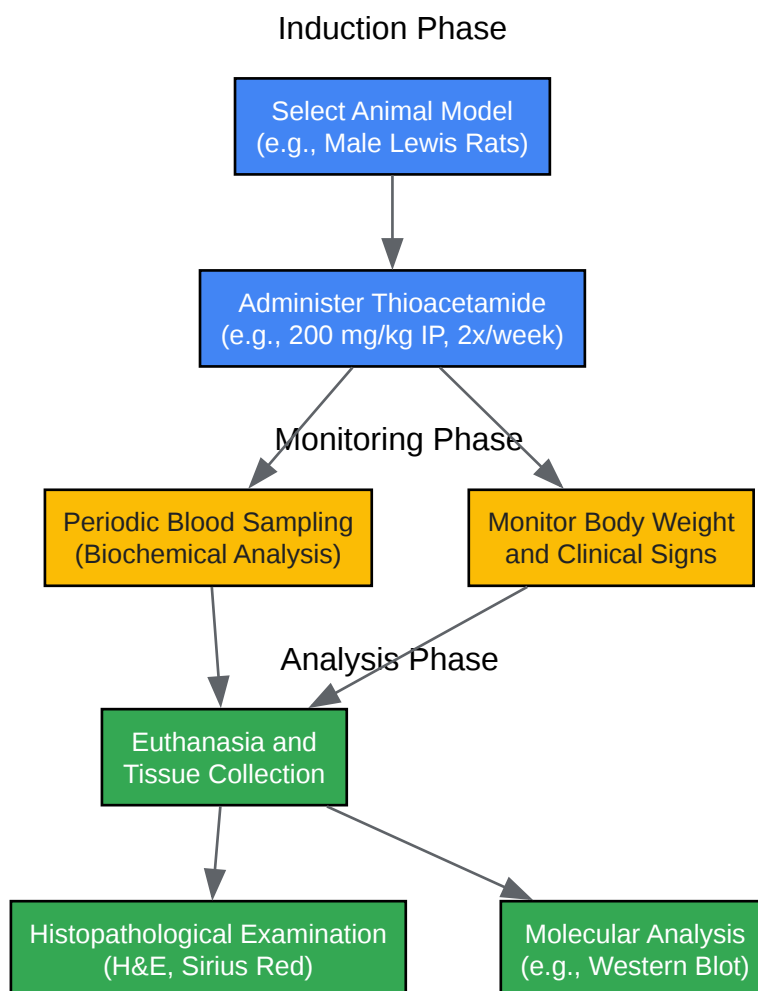 Induction Phase
Select Animal Model
(e.g., Male Lewis Rats)
Administer Thioacetamide
(e.g., 200 mg/kg IP, 2x/week)
Monitoring Phase
Periodic Blood Sampling
(Biochemical Analysis)
Monitor Body Weight
and Clinical Signs
Analysis Phase
Euthanasia and
Tissue Collection
Histopathological Examination
(H&E, Sirius Red)
Molecular Analysis
(e.g., Western Blot)